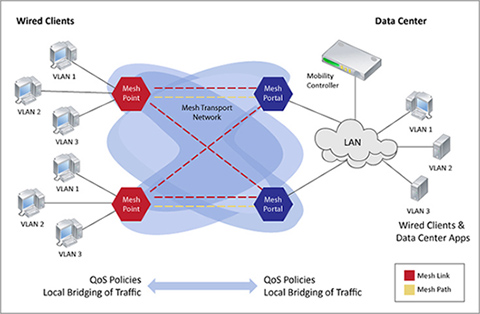 Wired Clients
Data Center
VLAN 1
VLAN 2
VLAN 3
VLAN 1
VLAN 2
VLAN 3
Mesh
Point
Mesh
Point
Mesh Transport
Network
Mesh
Portal
Mesh
Portal
Mobility
Controller
LAN
VLAN 1
VLAN 2
VLAN 3
Wired Clients &
Data Center Apps
QoS Policies
Local Bridging of Traffic
QoS Policies
Local Bridging of Traffic
Mesh Link
Mesh Path